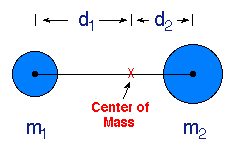 d₁ d₂
X
Center of
Mass
m₁ m₂